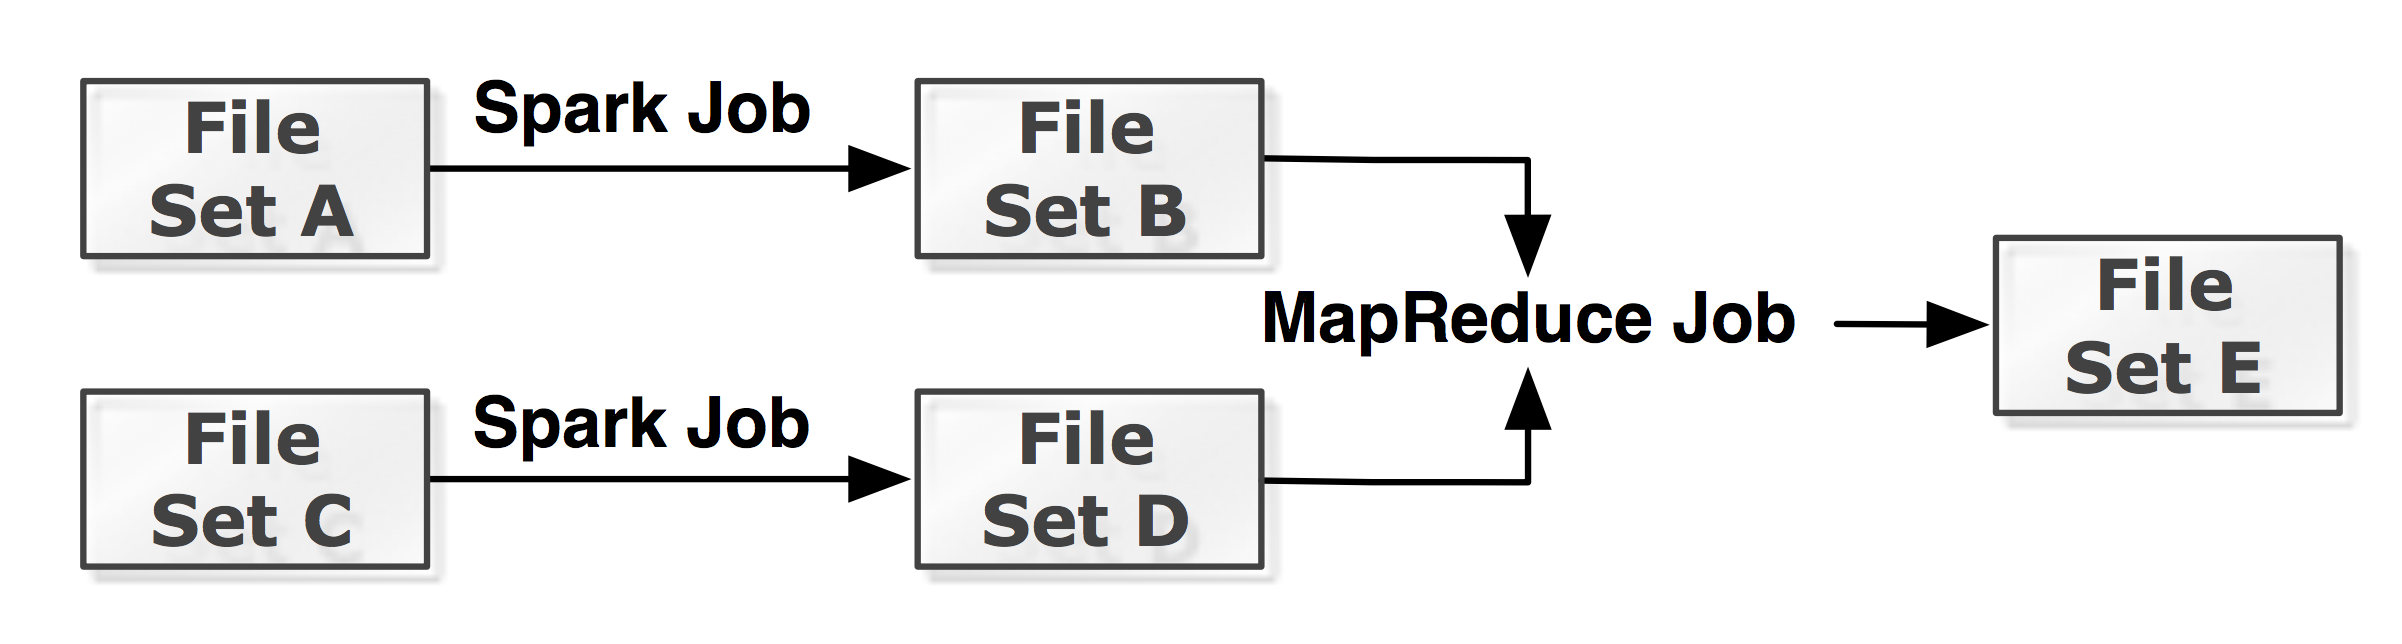 File
Set A
Spark Job
File
Set B
File
Set C
Spark Job
File
Set D
MapReduce Job
File
Set E